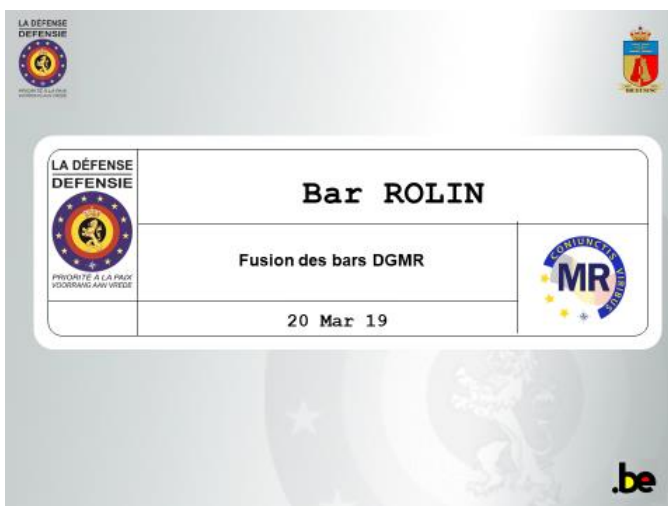 LA DÉFENSE
DEFENSIE
LA DÉFENSE
DEFENSIE
PRIORITÉ À LA PAIX
VOORRANG AAN VREDE
Bar ROLIN
Fusion des bars DGMR
CONIUNCTIS VIRIBUS
MR
20 Mar 19
.be